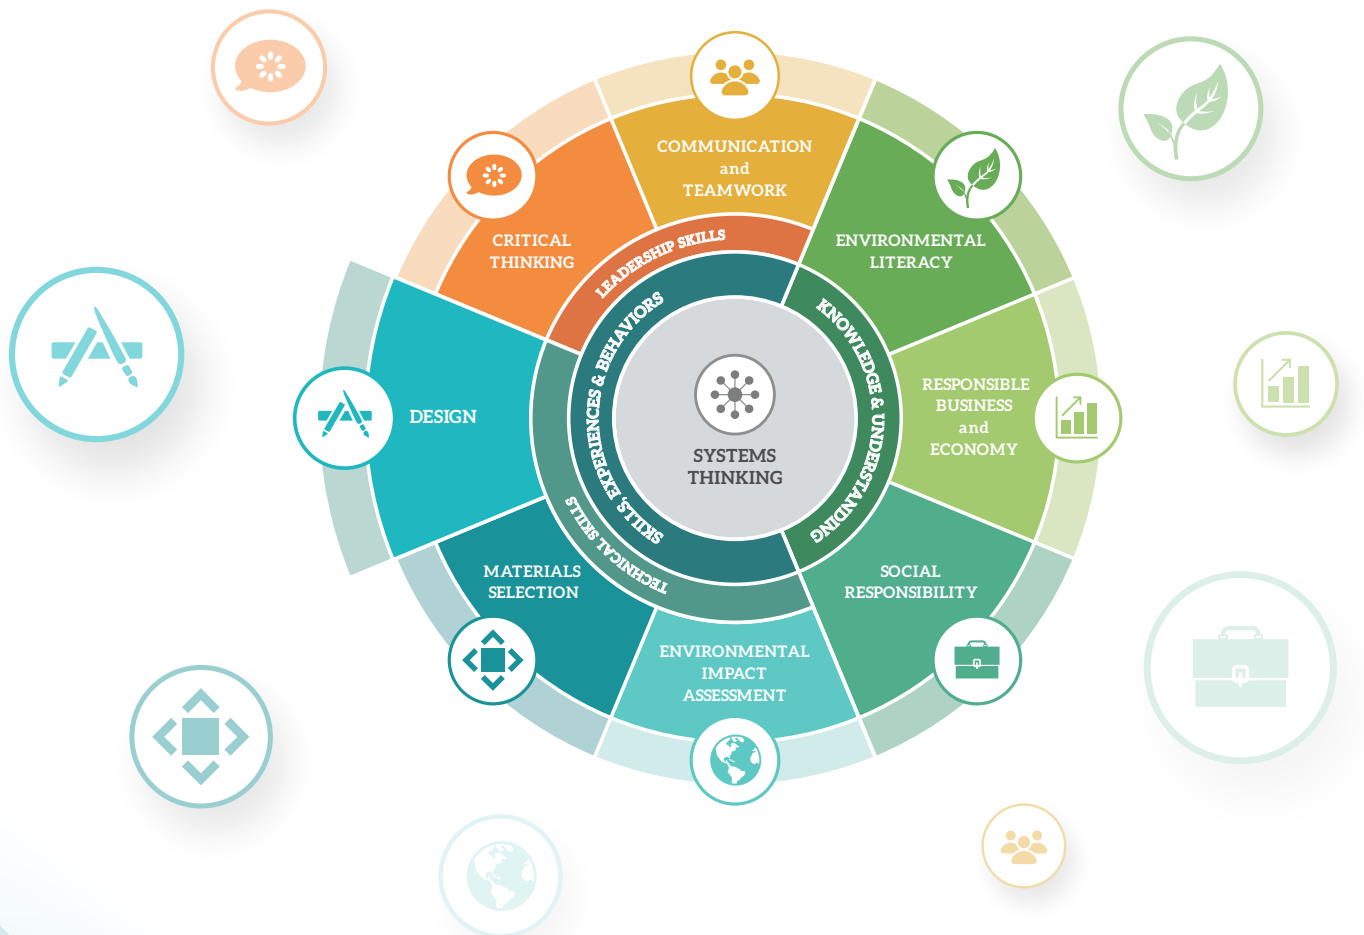 COMMUNICATION
and
TEAMWORK
CRITICAL
THINKING
ENVIRONMENTAL
LITERACY
LEADERSHIP SKILLS
SKILLS, EXPERIENCES & BEHAVIORS
KNOWLEDGE & UNDERSTANDING
RESPONSIBLE
BUSINESS
and
ECONOMY
DESIGN
SYSTEMS
THINKING
TECHNICAL SKILLS
MATERIALS
SELECTION
SOCIAL
RESPONSIBILITY
ENVIRONMENTAL
IMPACT
ASSESSMENT